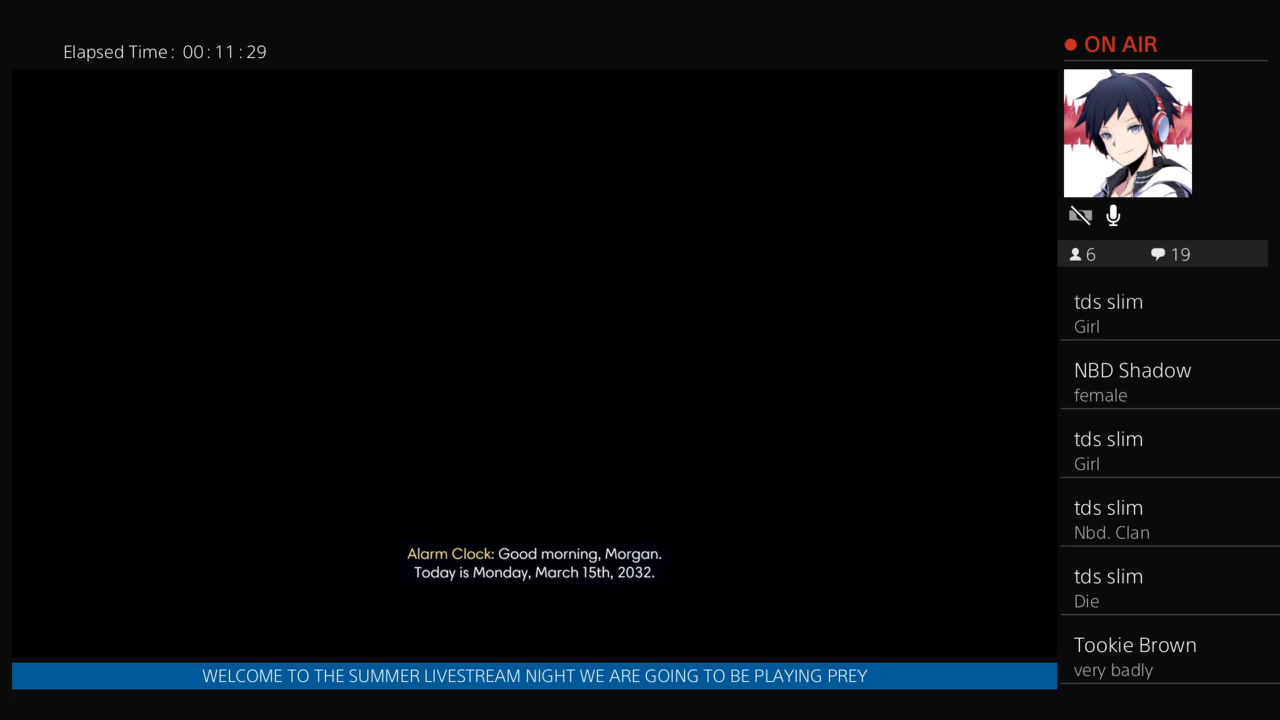 Elapsed Time: 00:11:29
ON AIR
6 19
tds slim
Girl
NBD Shadow
female
tds slim
Girl
tds slim
Nbd. Clan
tds slim
Die
Tookie Brown
very badly
Alarm Clock: Good morning, Morgan.
Today is Monday, March 15th, 2032.
WELCOME TO THE SUMMER LIVESTREAM NIGHT WE ARE GOING TO BE PLAYING PREY